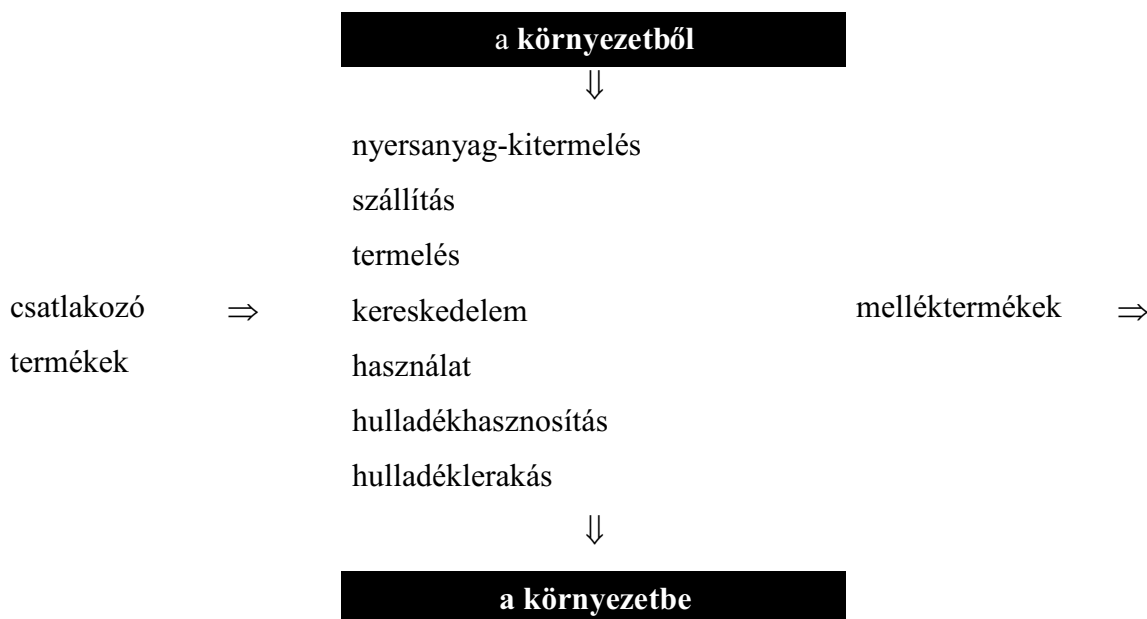 a környezetből
⇓
nyersanyag-kitermelés
szállítás
termelés
csatlakozó ⇒ kereskedelem melléktermékek ⇒
termékek használat
hulladékhasznosítás
hulladéklerakás
⇓
a környezetbe